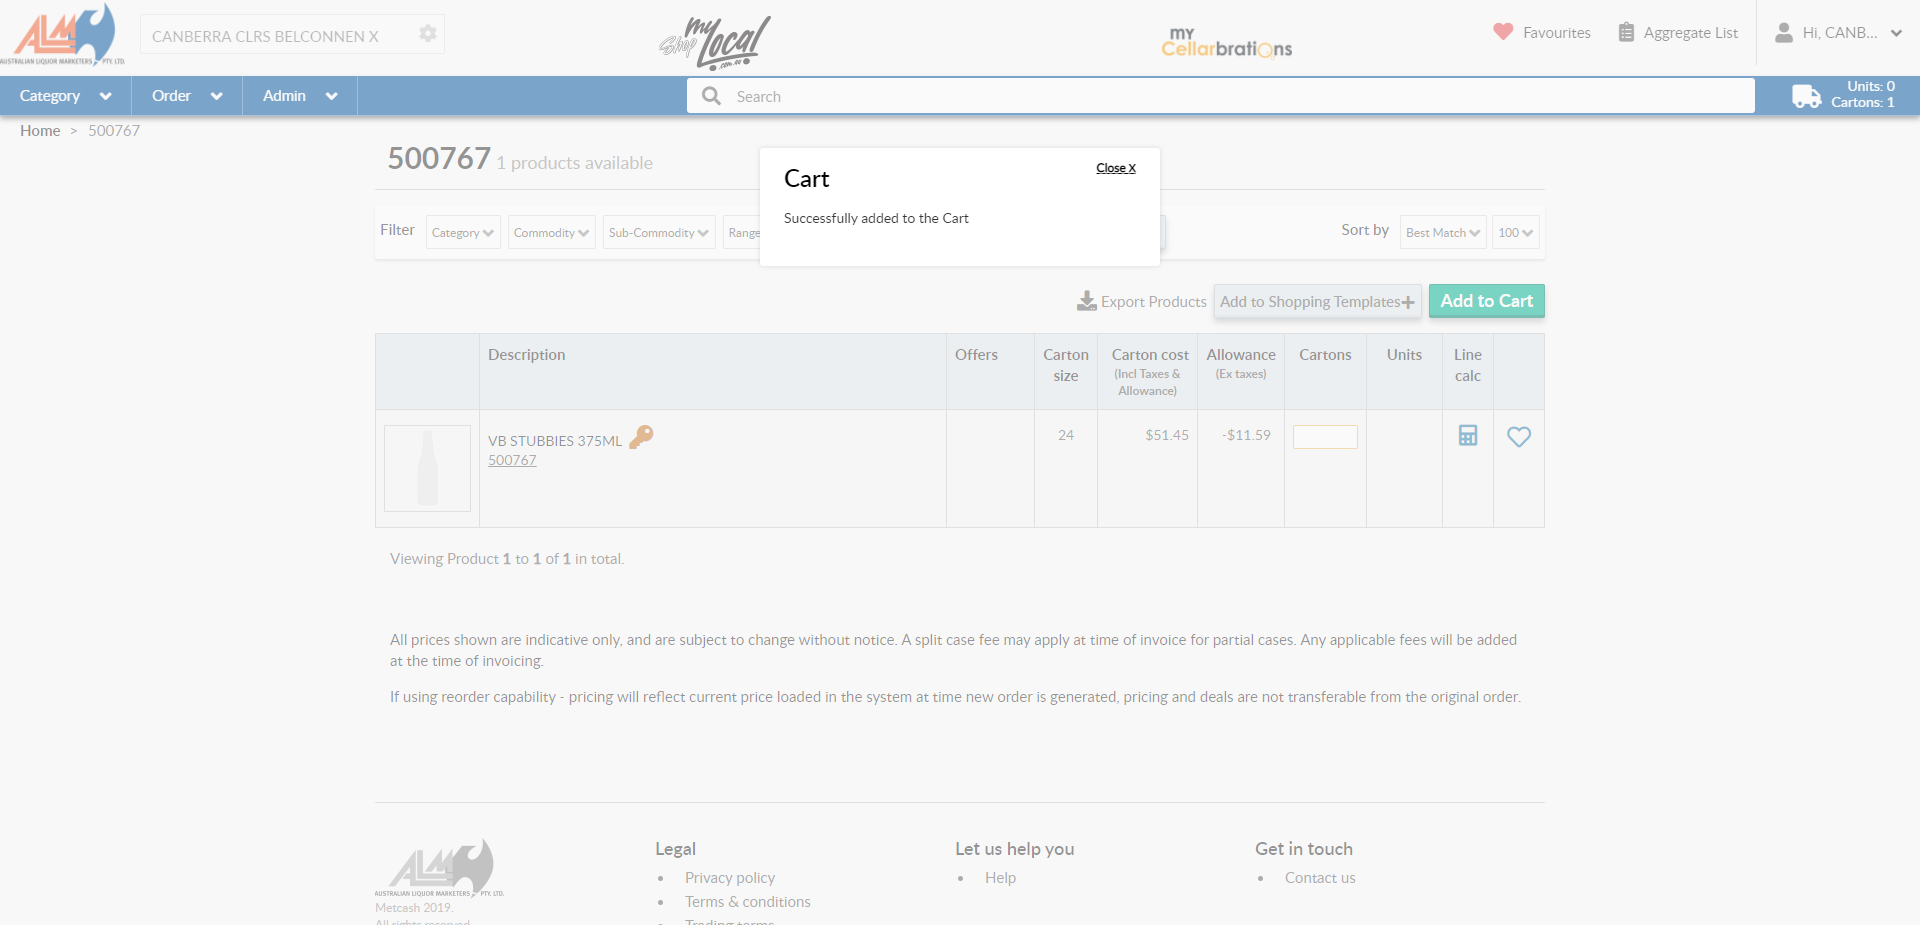 ALM
AUSTRALIAN LIQUOR MARKETERS PTY. LTD.
CANBERRA CLRS BELCONNEN X
Shop my Local .com.au
my Cellarbrations
Favourites
Aggregate List
Hi, CANB...
Category
Order
Admin
Search
Units: 0
Cartons: 1
Home > 500767
500767 1 products available
Cart
Close X
Successfully added to the Cart
Filter
Category
Commodity
Sub-Commodity
Range
Sort by
Best Match
100
Export Products
Add to Shopping Templates
Add to Cart
Description
Offers
Carton size
Carton cost (Incl Taxes & Allowance)
Allowance (Ex taxes)
Cartons
Units
Line calc
VB STUBBIES 375ML
500767
24
$51.45
-$11.59
Viewing Product 1 to 1 of 1 in total.
All prices shown are indicative only, and are subject to change without notice. A split case fee may apply at time of invoice for partial cases. Any applicable fees will be added
at the time of invoicing.
If using reorder capability - pricing will reflect current price loaded in the system at time new order is generated, pricing and deals are not transferable from the original order.
ALM
AUSTRALIAN LIQUOR MARKETERS PTY. LTD.
Metcash 2019.
All rights reserved
Legal
Privacy policy
Terms & conditions
Trading terms
Let us help you
Help
Get in touch
Contact us